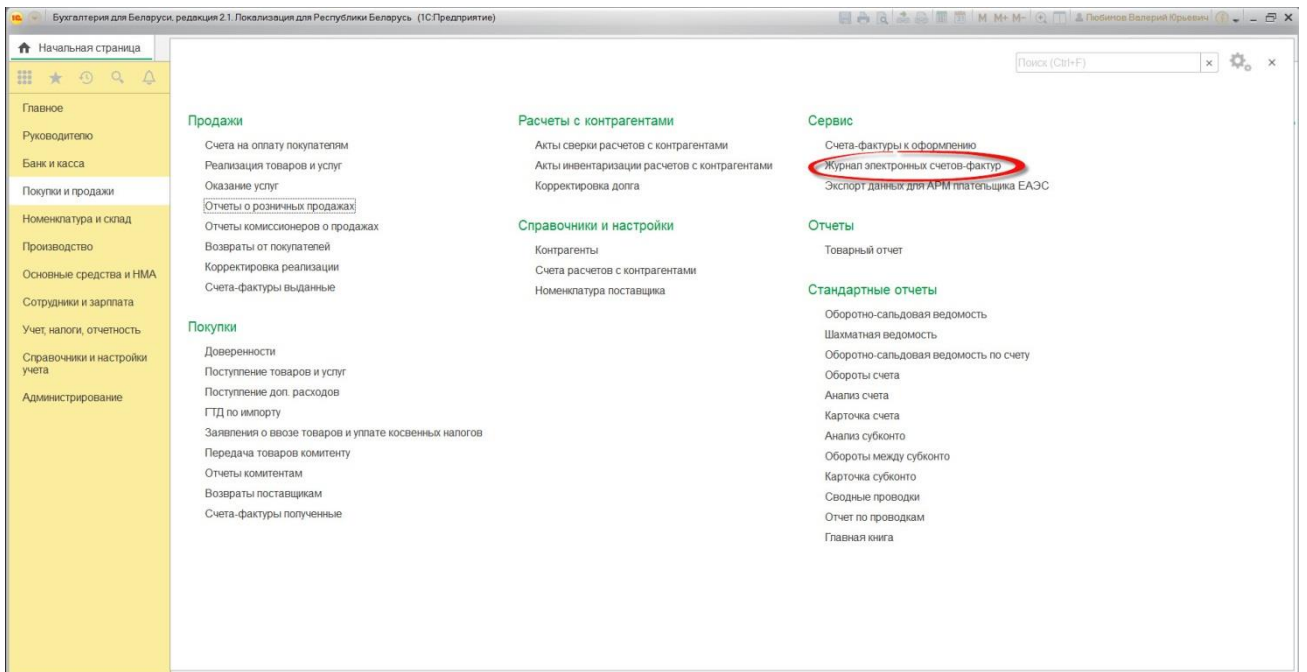 Бухгалтерия для Беларуси, редакция 2.1. Локализация для Республики Беларусь (1С:Предприятие)
M M+ M-
Любимов Валерий Юрьевич
Начальная страница
Поиск (Ctrl+F)
Главное
Руководителю
Банк и касса
Покупки и продажи
Номенклатура и склад
Производство
Основные средства и НМА
Сотрудники и зарплата
Учет, налоги, отчетность
Справочники и настройки
учета
Администрирование
Продажи
Счета на оплату покупателям
Реализация товаров и услуг
Оказание услуг
Отчеты о розничных продажах
Отчеты комиссионеров о продажах
Возвраты от покупателей
Корректировка реализации
Счета-фактуры выданные
Покупки
Доверенности
Поступление товаров и услуг
Поступление доп. расходов
ГТД по импорту
Заявления о ввозе товаров и уплате косвенных налогов
Передача товаров комитенту
Отчеты комитентам
Возвраты поставщикам
Счета-фактуры полученные
Расчеты с контрагентами
Акты сверки расчетов с контрагентами
Акты инвентаризации расчетов с контрагентами
Корректировка долга
Справочники и настройки
Контрагенты
Счета расчетов с контрагентами
Номенклатура поставщика
Сервис
Счета-фактуры к оформлению
Журнал электронных счетов-фактур
Экспорт данных для АРМ плательщика ЕАЭС
Отчеты
Товарный отчет
Стандартные отчеты
Оборотно-сальдовая ведомость
Шахматная ведомость
Оборотно-сальдовая ведомость по счету
Обороты счета
Анализ счета
Карточка счета
Анализ субконто
Обороты между субконто
Карточка субконто
Сводные проводки
Отчет по проводкам
Главная книга